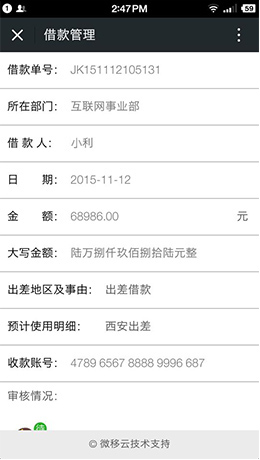 1 2:47 PM 59
× 借款管理
借款单号： JK151112105131
所在部门： 互联网事业部
借 款 人： 小利
日 期： 2015-11-12
金 额： 68986.00 元
大写金额： 陆万捌仟玖佰捌拾陆元整
出差地区及事由： 出差借款
预计使用明细： 西安出差
收款账号： 4789 6567 8888 9996 687
审核情况：
© 微移云技术支持